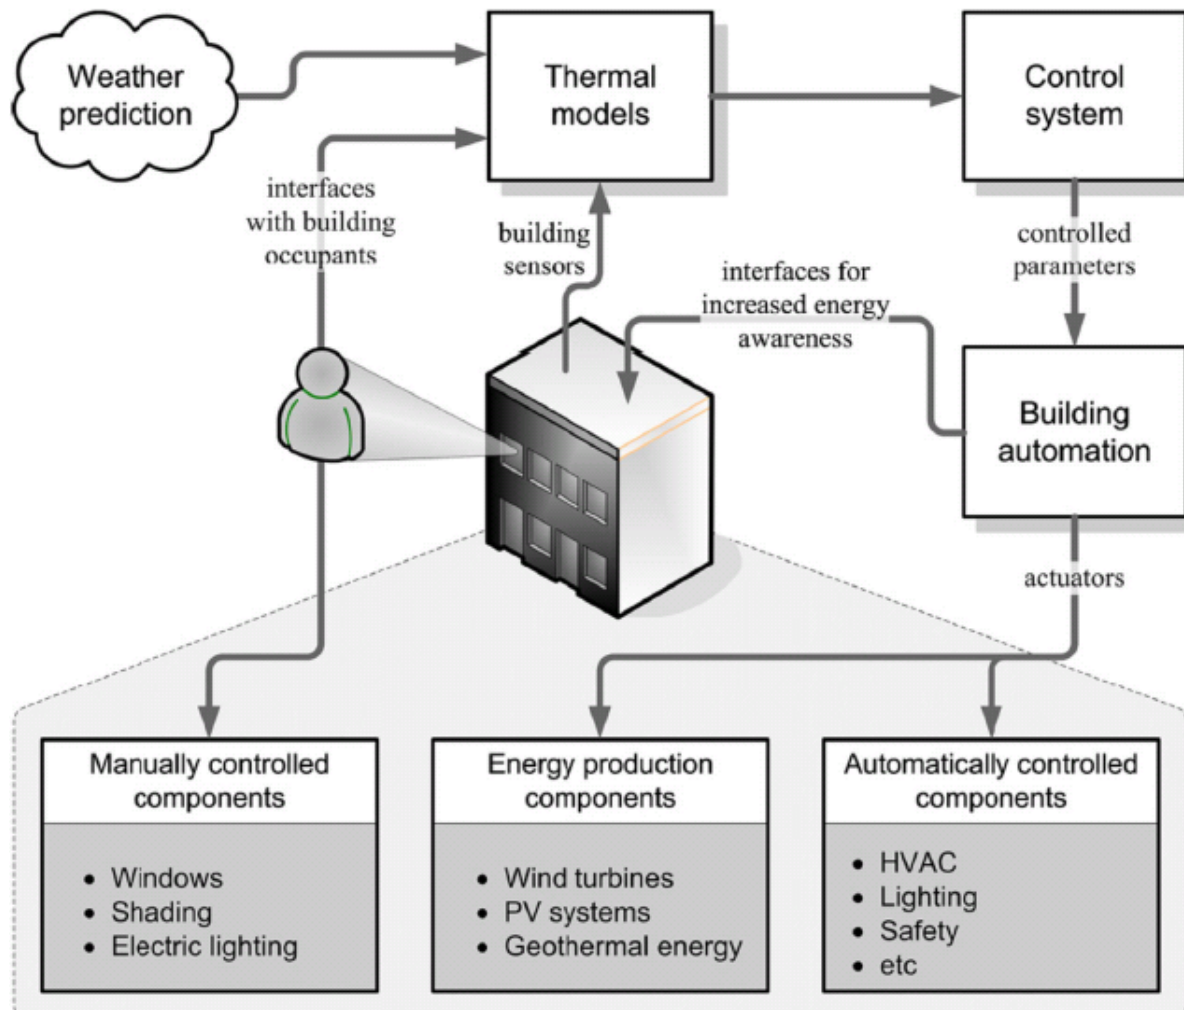 Weather
prediction
Thermal
models
Control
system
interfaces
with building
occupants
building
sensors
controlled
parameters
interfaces for
increased energy
awareness
Building
automation
actuators
Manually controlled
components
• Windows
• Shading
• Electric lighting
Energy production
components
• Wind turbines
• PV systems
• Geothermal energy
Automatically controlled
components
• HVAC
• Lighting
• Safety
• etc